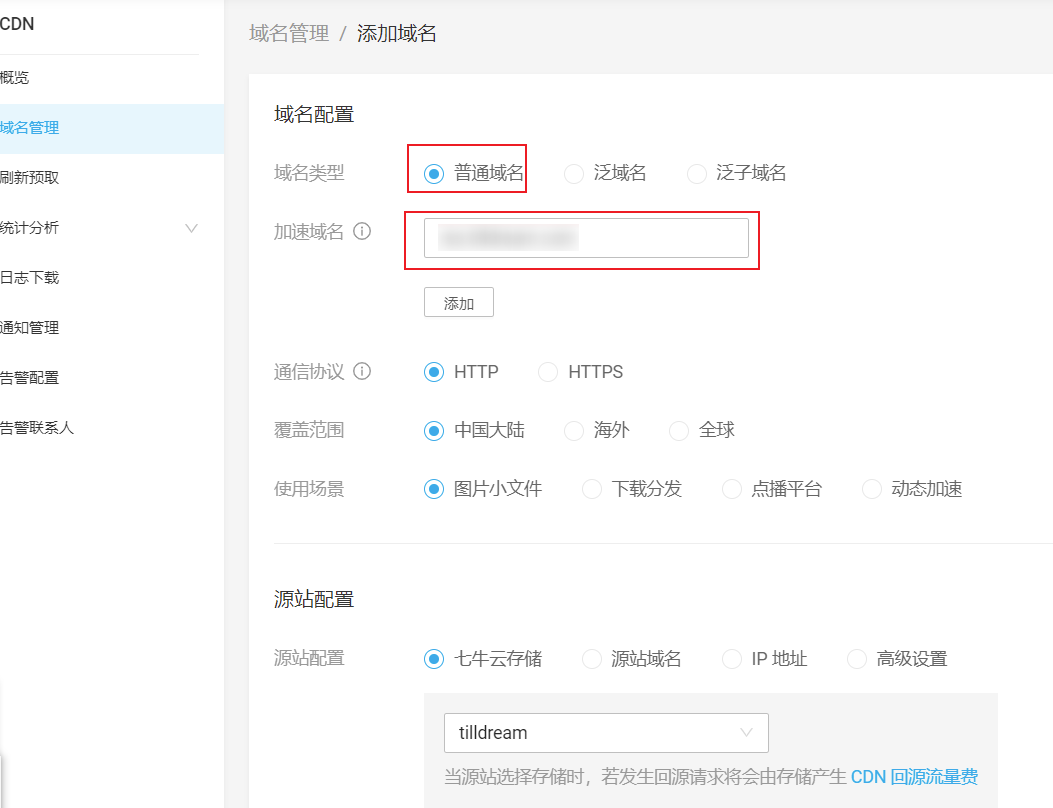 CDN
概览
域名管理
刷新预取
统计分析
日志下载
通知管理
告警配置
告警联系人
域名管理 / 添加域名
域名配置
域名类型 普通域名 泛域名 泛子域名
加速域名
添加
通信协议 HTTP HTTPS
覆盖范围 中国大陆 海外 全球
使用场景 图片小文件 下载分发 点播平台 动态加速
源站配置
源站配置 七牛云存储 源站域名 IP 地址 高级设置
tilldream
当源站选择存储时，若发生回源请求将会由存储产生 CDN 回源流量费